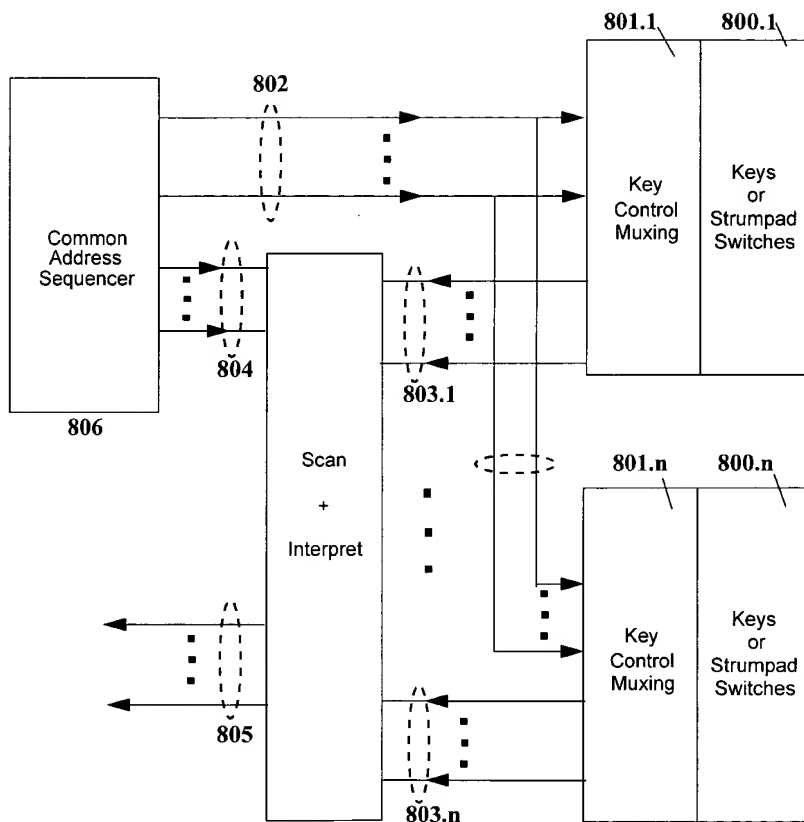 801.1 800.1
802
Common
Address
Sequencer
Key
Control
Muxing
Keys
or
Strumpad
Switches
804
803.1
806
Scan
+
Interpret
801.n 800.n
Key
Control
Muxing
Keys
or
Strumpad
Switches
805
803.n